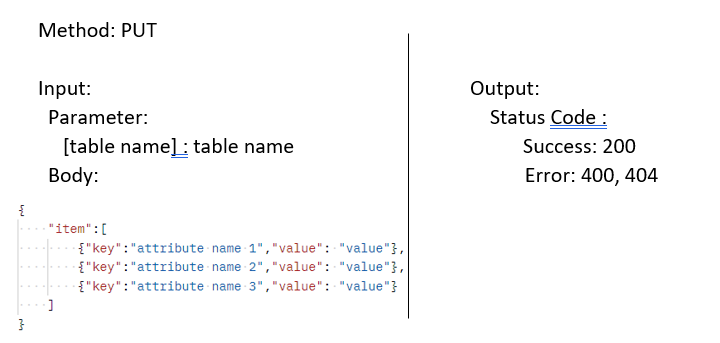 Method: PUT
Input:
Parameter:
[table name] : table name
Body:
{
"item":[
{"key":"attribute name 1","value": "value"},
{"key":"attribute name 2","value": "value"},
{"key":"attribute name 3","value": "value"}
]
}
Output:
Status Code :
Success: 200
Error: 400, 404